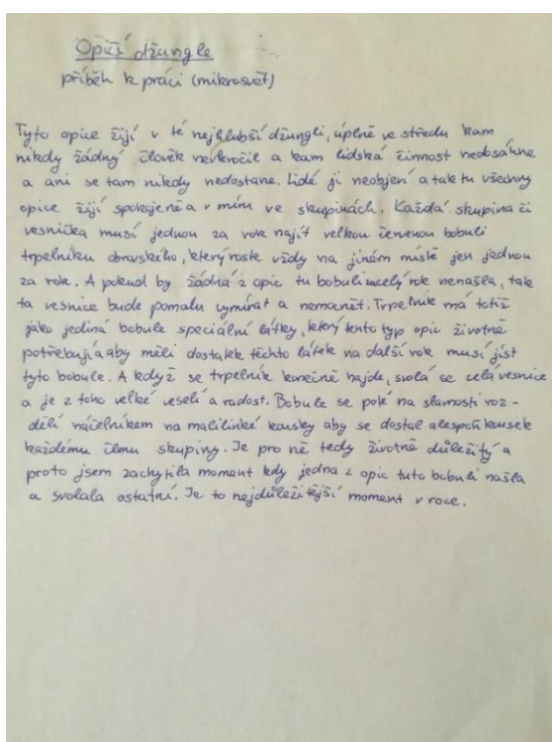 Opičí džungle
příběh k práci (mikrosvět)
Tyto opice žijí v té nejhlubší džungli, úplně ve středu kam
nikdy žádný člověk nevkročil a kam lidská činnost nedosáhne
a ani se tam nikdy nedostane. Lidé ji neobjení a tak tu všechny
opice žijí spokojeně a v míru ve skupinách. Každá skupina či
vesnička musí jednou za rok najít velkou červenou bobuli
trpelníku obravského, který roste vždy na jiném místě jen jednou
za rok. A pokud by žádná z opic tu bobuli celý rok nenašla, tak
ta vesnice bude pomalu vymírat a nemocnět. Trpelník má totiž
jako jediná bobule speciální látky, který tento typ opic životně
potřebují a aby měli dostatek těchto látek na další rok musí jíst
tyto bobule. A když se trpelník konečně najde, svolá se celá vesnice
a je z toho velké veselí a radost. Bobule se poté na slavnosti roz-
dělí náčelníkem na malilinké kousky aby se dostal alespoň kousek
každému členu skupiny. Je pro ně tedy životně důležitý a
proto jsem zachytila moment kdy jedna z opic tuto bobuli našla
a svolala ostatní. Je to nejdůležitější moment v roce.